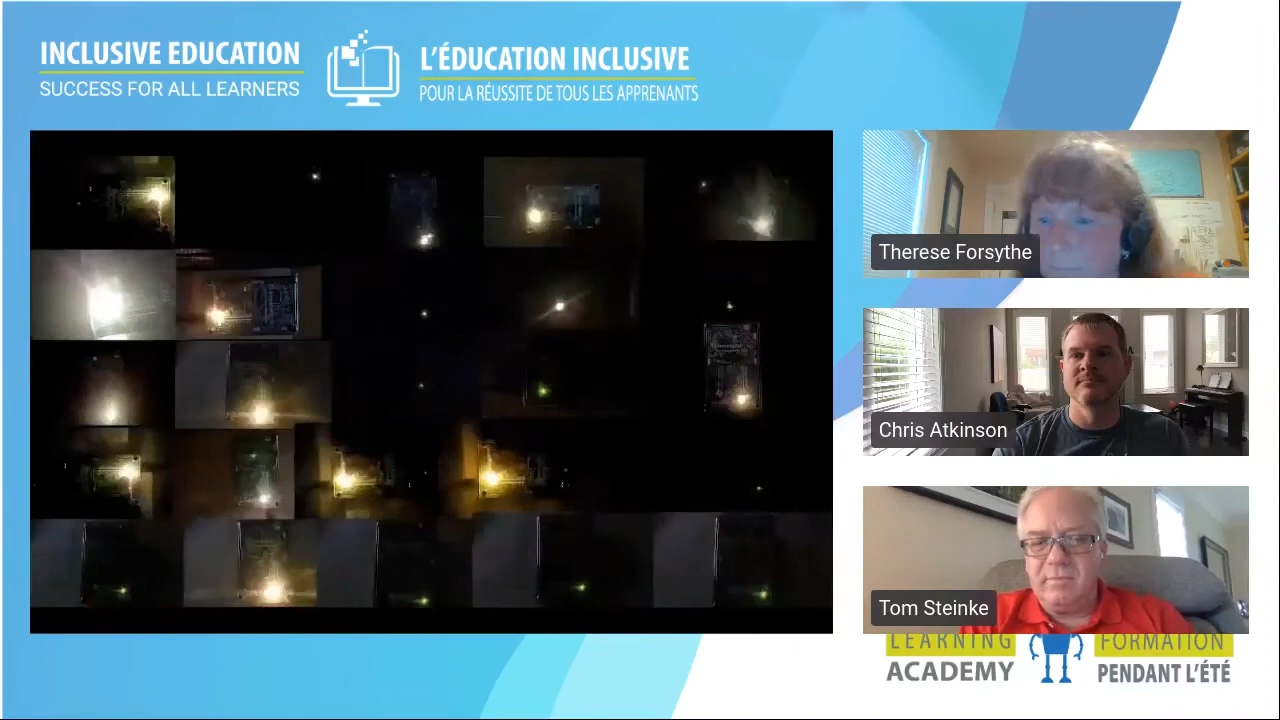 INCLUSIVE EDUCATION
SUCCESS FOR ALL LEARNERS
L'ÉDUCATION INCLUSIVE
POUR LA RÉUSSITE DE TOUS LES APPRENANTS
Therese Forsythe
Chris Atkinson
Tom Steinke
LEARNING
ACADEMY
FORMATION
PENDANT L'ÉTÉ